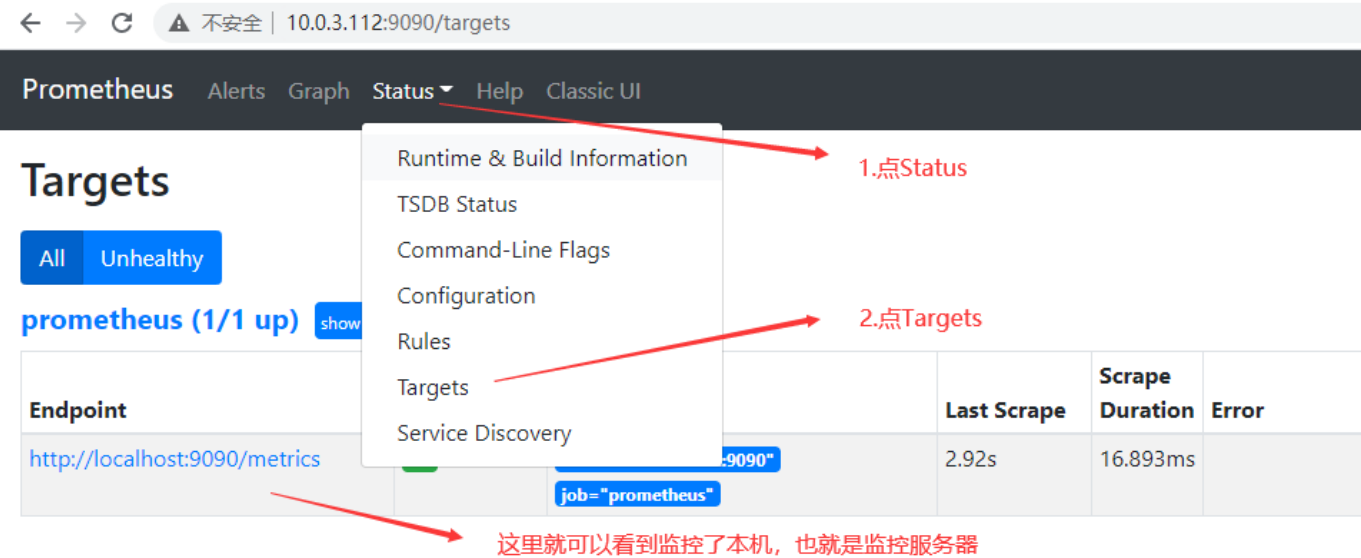 不安全 | 10.0.3.112:9090/targets
Prometheus Alerts Graph Status Help Classic UI
Runtime & Build Information
1.点Status
Targets
TSDB Status
All Unhealthy
Command-Line Flags
Configuration
prometheus (1/1 up) show
2.点Targets
Rules
Targets
Service Discovery
Endpoint Last Scrape Scrape Duration Error
http://localhost:9090/metrics :9090" 2.92s 16.893ms
job="prometheus"
这里就可以看到监控了本机，也就是监控服务器